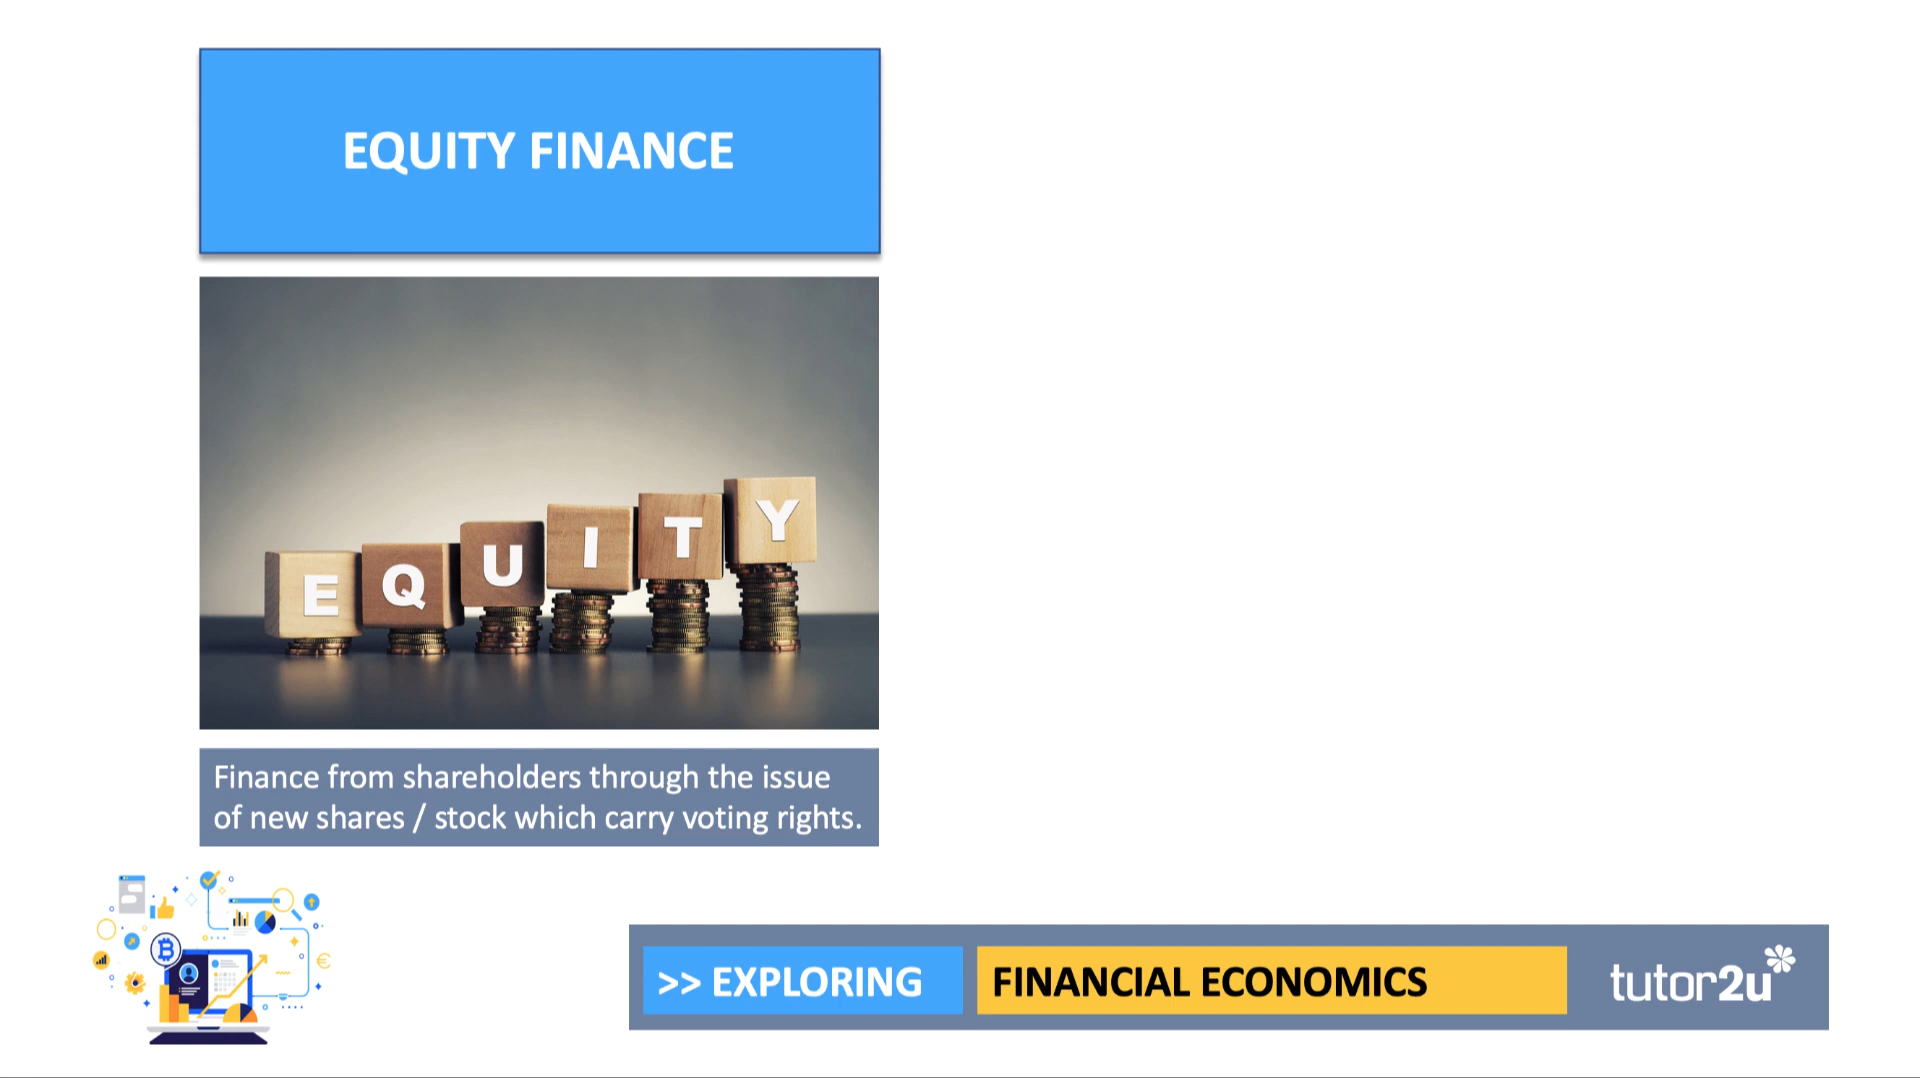 EQUITY FINANCE
EQUITY
Finance from shareholders through the issue
of new shares / stock which carry voting rights.
>> EXPLORING
FINANCIAL ECONOMICS
tutor2u